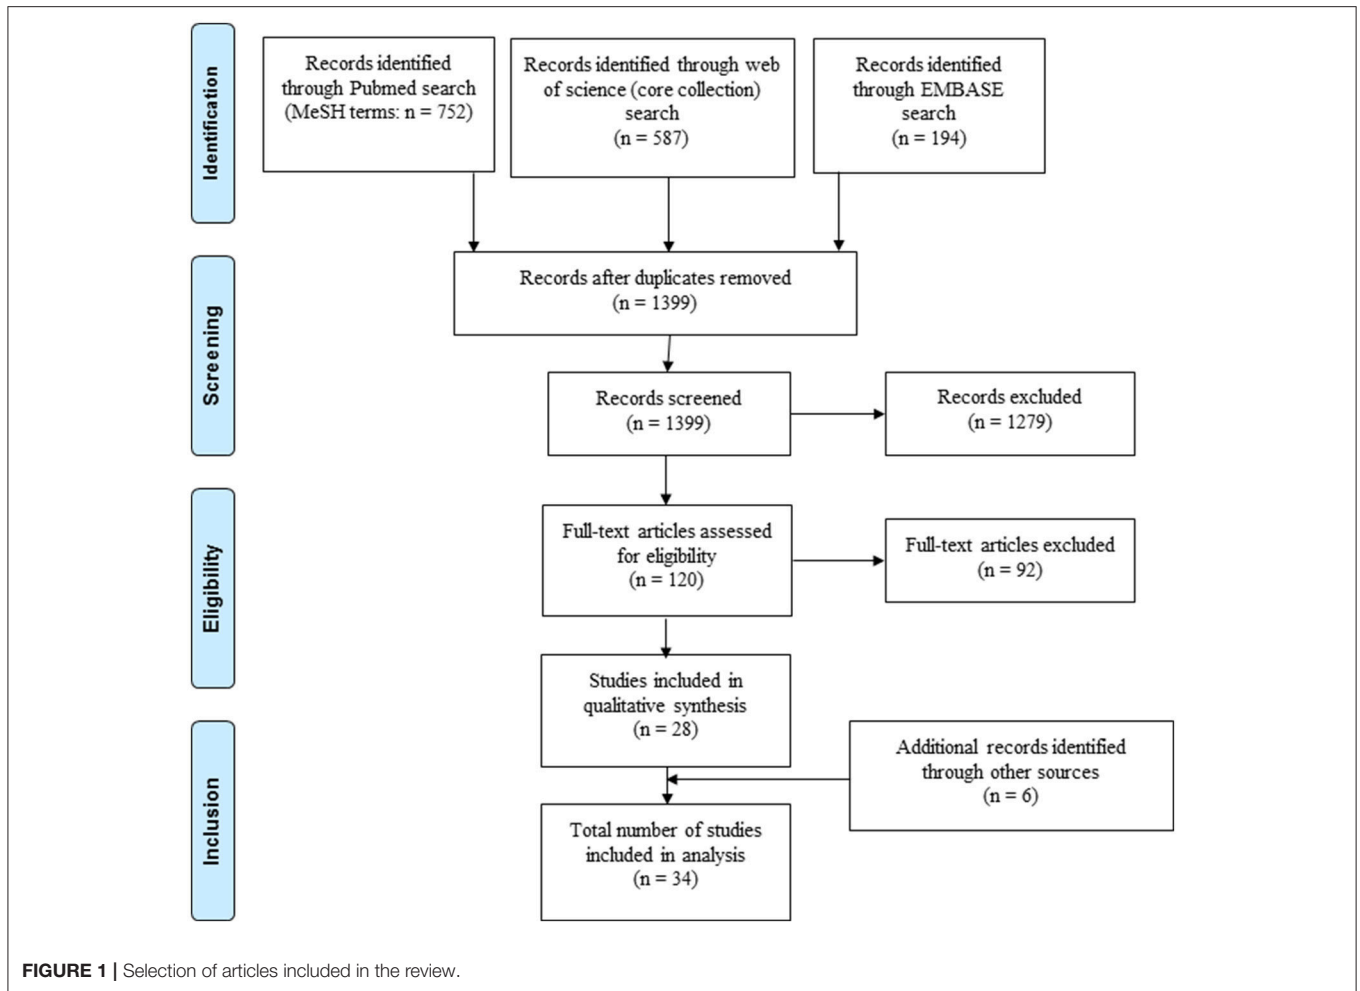 Identification
Records identified
through Pubmed search
(MeSH terms: n = 752)
Records identified through web
of science (core collection)
search
(n = 587)
Records identified
through EMBASE
search
(n = 194)
Screening
Records after duplicates removed
(n = 1399)
Records screened
(n = 1399)
Records excluded
(n = 1279)
Eligibility
Full-text articles assessed
for eligibility
(n = 120)
Full-text articles excluded
(n = 92)
Studies included in
qualitative synthesis
(n = 28)
Inclusion
Additional records identified
through other sources
(n = 6)
Total number of studies
included in analysis
(n = 34)
FIGURE 1 | Selection of articles included in the review.